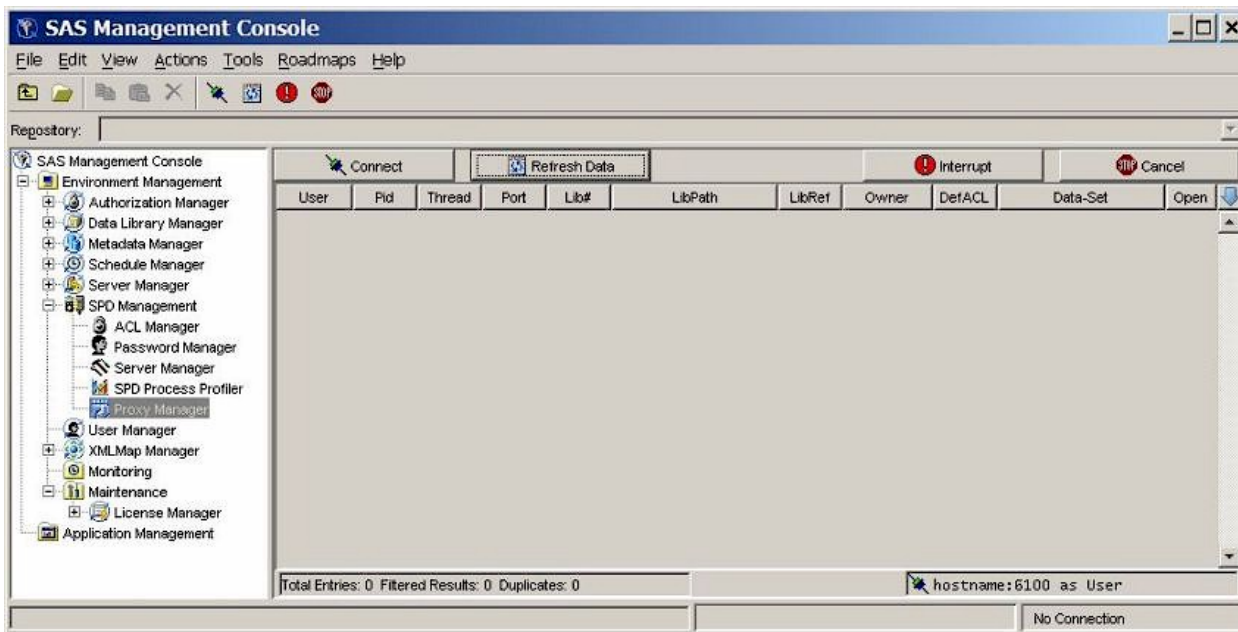 SAS Management Console
File Edit View Actions Tools Roadmaps Help
STOP
Repository:
SAS Management Console
Environment Management
Authorization Manager
Data Library Manager
Metadata Manager
Schedule Manager
Server Manager
SPD Management
ACL Manager
Password Manager
Server Manager
SPD Process Profiler
Proxy Manager
User Manager
XMLMap Manager
Monitoring
Maintenance
License Manager
Application Management
Connect Refresh Data Interrupt STOP Cancel
User Pid Thread Port Lib# LibPath LibRef Owner DefACL Data-Set Open
Total Entries: 0 Filtered Results: 0 Duplicates: 0
hostname:6100 as User
No Connection